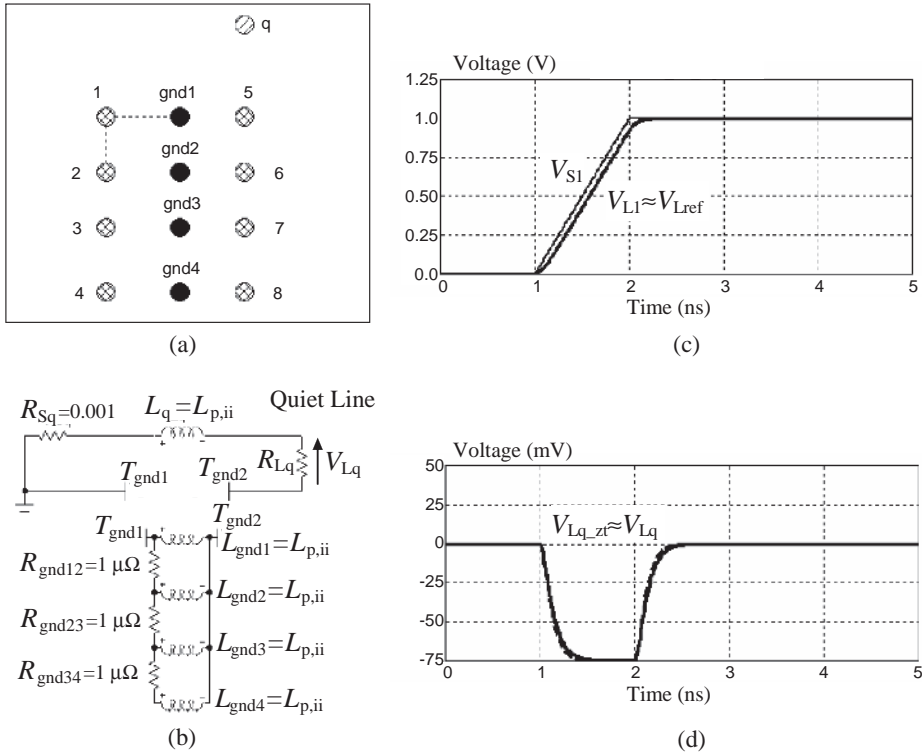 q
1 gnd1 5
gnd2
2 6
gnd3
3 7
gnd4
4 8
(a)
Voltage (V)
1.25
1.0
0.75
0.50
0.25
0.0
V_S1
V_L1≈V_Lref
0 1 2 3 4 5
Time (ns)
(c)
R_Sq=0.001
L_q=L_p,ii
Quiet Line
+ -
R_Lq
V_Lq
T_gnd1
T_gnd2
T_gnd1
T_gnd2
+ -
L_gnd1=L_p,ii
R_gnd12=1 μΩ
+ -
L_gnd2=L_p,ii
R_gnd23=1 μΩ
+ -
L_gnd3=L_p,ii
R_gnd34=1 μΩ
+ -
L_gnd4=L_p,ii
(b)
Voltage (mV)
50
25
0
-25
-50
-75
V_Lq_zt≈V_Lq
0 1 2 3 4 5
Time (ns)
(d)